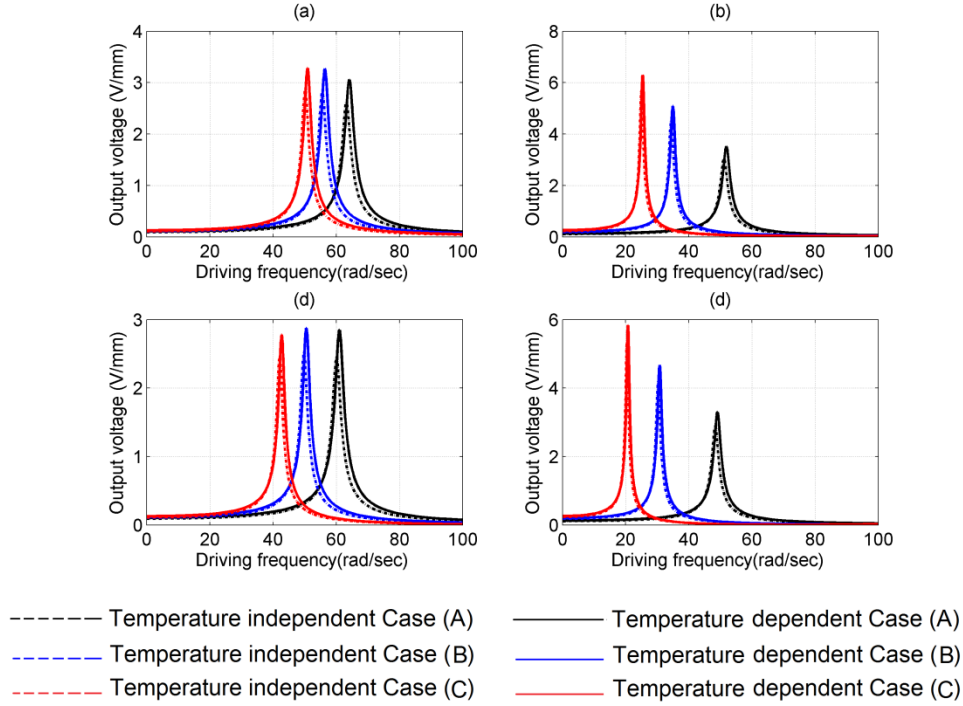 (a)
Output voltage (V/mm)
4
3
2
1
0
0 20 40 60 80 100
Driving frequency(rad/sec)
(b)
Output voltage (V/mm)
8
6
4
2
0
0 20 40 60 80 100
Driving frequency(rad/sec)
(d)
Output voltage (V/mm)
3
2
1
0
0 20 40 60 80 100
Driving frequency(rad/sec)
(d)
Output voltage (V/mm)
6
4
2
0
0 20 40 60 80 100
Driving frequency(rad/sec)
Temperature independent Case (A)
Temperature independent Case (B)
Temperature independent Case (C)
Temperature dependent Case (A)
Temperature dependent Case (B)
Temperature dependent Case (C)